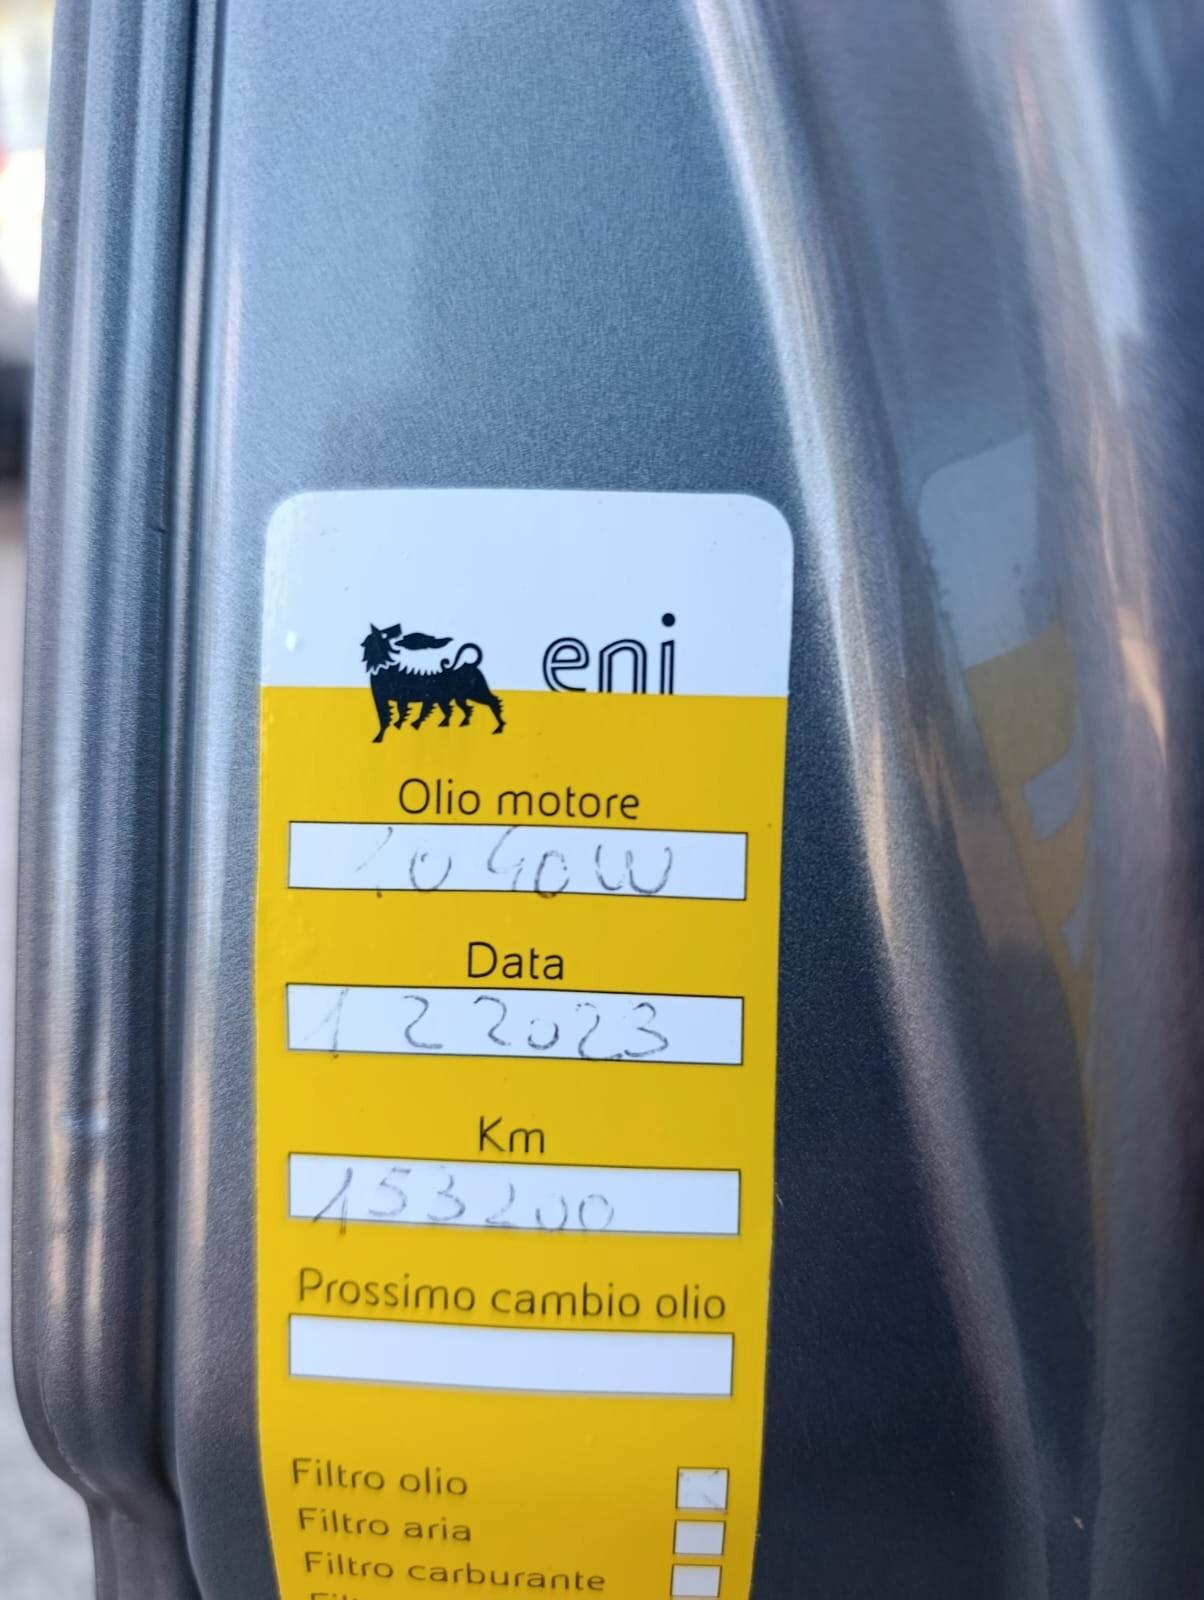 eni
Olio motore
10 40W
Data
1 2 2023
Km
153200
Prossimo cambio olio
Filtro olio
Filtro aria
Filtro carburante